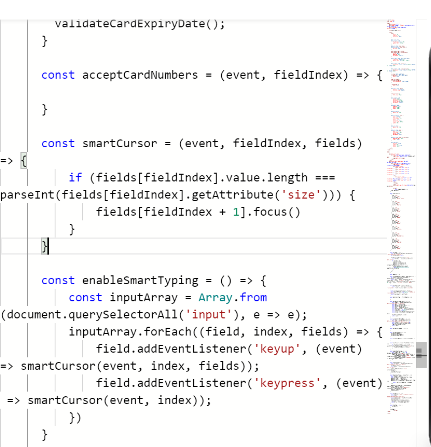 validateCardExpiryDate();
}
const acceptCardNumbers = (event, fieldIndex) => {
}
const smartCursor = (event, fieldIndex, fields)
=> {
if (fields[fieldIndex].value.length ===
parseInt(fields[fieldIndex].getAttribute('size'))) {
fields[fieldIndex + 1].focus()
}
}
const enableSmartTyping = () => {
const inputArray = Array.from
(document.querySelectorAll('input'), e => e);
inputArray.forEach((field, index, fields) => {
field.addEventListener('keyup', (event)
=> smartCursor(event, index, fields));
field.addEventListener('keypress', (event)
=> smartCursor(event, index));
})
}